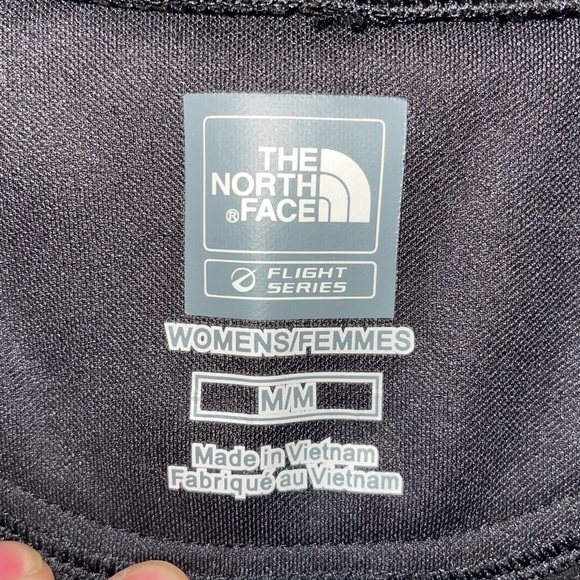 THE
NORTH
® FACE
FLIGHT
SERIES
WOMENS/FEMMES
M/M
Made in Vietnam
Fabriqué au Vietnam